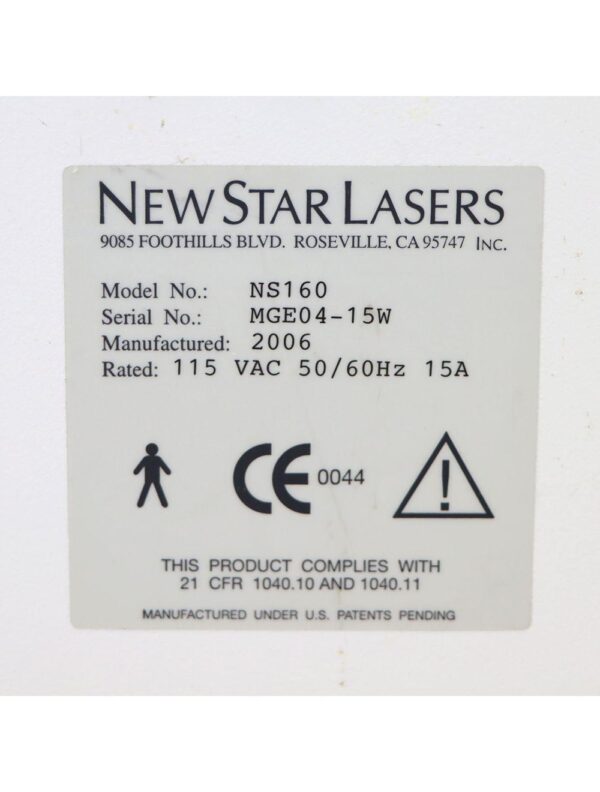 NEW STAR LASERS
9085 FOOTHILLS BLVD. ROSEVILLE, CA 95747 INC.
Model No.: NS160
Serial No.: MGE04-15W
Manufactured: 2006
Rated: 115 VAC 50/60Hz 15A
CE 0044 !
THIS PRODUCT COMPLIES WITH
21 CFR 1040.10 AND 1040.11
MANUFACTURED UNDER U.S. PATENTS PENDING